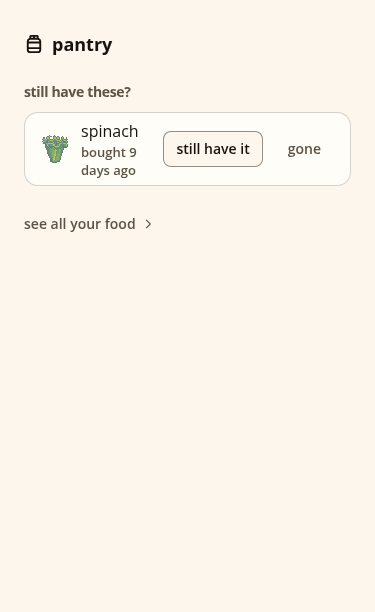 pantry
still have these?
spinach
bought 9
days ago
still have it
gone
see all your food